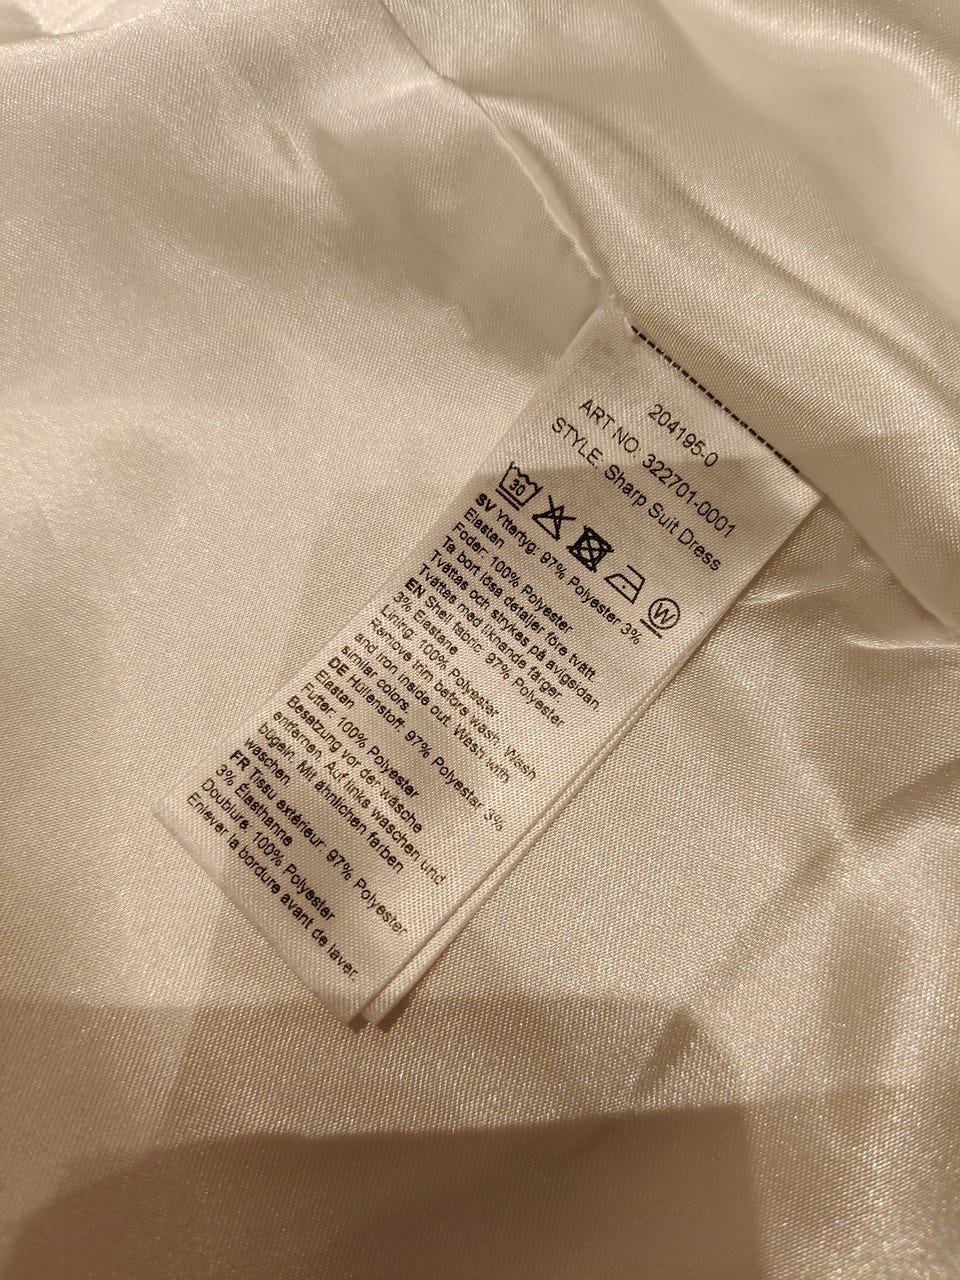 204195-0
ART NO: 322701-0001
STYLE: Sharp Suit Dress
30 W
SV Yttertyg: 97% Polyester 3%
Elastan
Foder: 100% Polyester
Ta bort lösa detaljer före tvätt.
Tvättas och strykes på avigsidan.
Tvättas med liknande färger
EN Shell fabric: 97% Polyester
3% Elastane
Lining: 100% Polyester
Remove trim before wash. Wash
and iron inside out. Wash with
similar colors.
DE Hüllenstoff: 97% Polyester 3%
Elastan
Futter: 100% Polyester
Besatzung vor der wäsche
entfernen. Auf links waschen und
bügeln. Mit ähnlichen farben
waschen
FR Tissu extérieur: 97% Polyester
3% Élasthanne
Doublure: 100% Polyester
Enlever la bordure avant de laver.